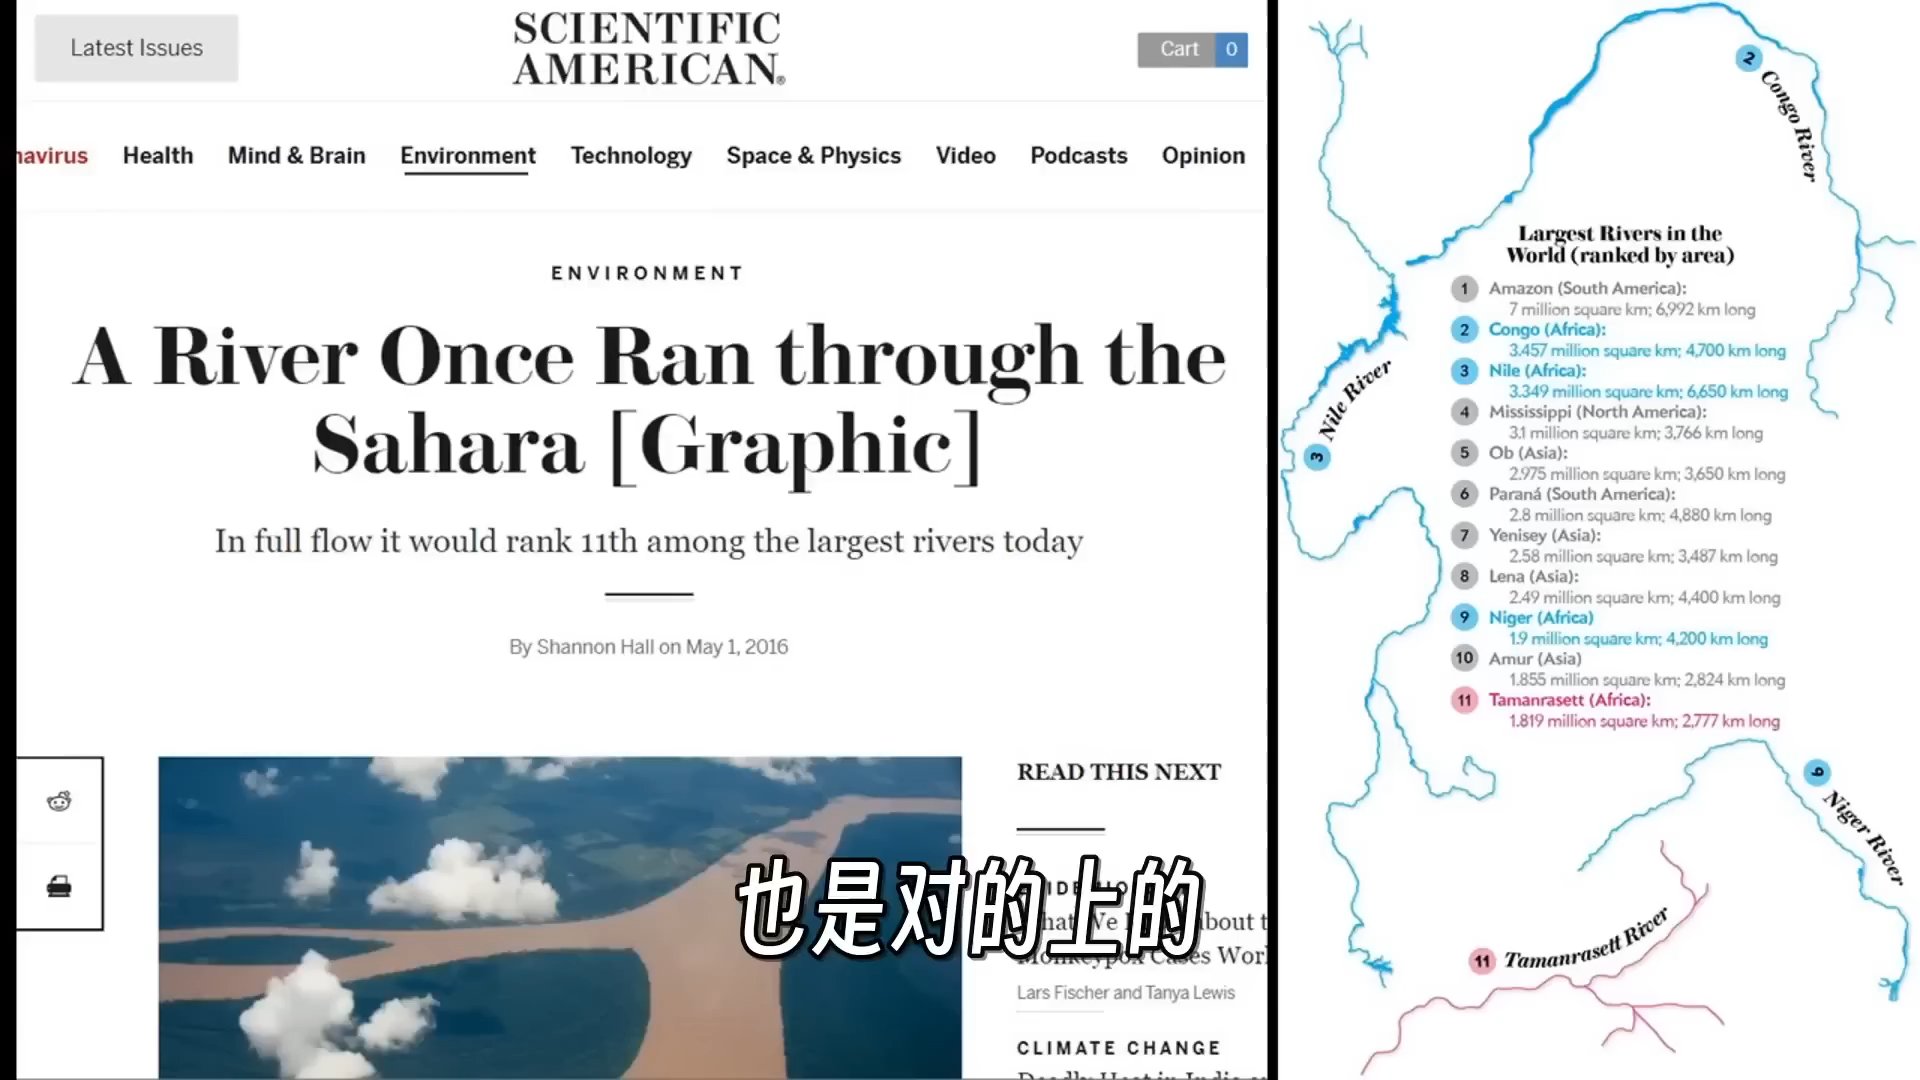 Latest Issues
SCIENTIFIC
AMERICAN®
Cart 0
navirus Health Mind & Brain Environment Technology Space & Physics Video Podcasts Opinion
ENVIRONMENT
A River Once Ran through the
Sahara [Graphic]
In full flow it would rank 11th among the largest rivers today
By Shannon Hall on May 1, 2016
READ THIS NEXT
What We about t
Monkeypox Cases Worl
Lars Fischer and Tanya Lewis
CLIMATE CHANGE
也是对的上的
2 Congo River
Largest Rivers in the
World (ranked by area)
1 Amazon (South America):
7 million square km; 6,992 km long
2 Congo (Africa):
3.457 million square km; 4,700 km long
3 Nile (Africa):
3.349 million square km; 6,650 km long
4 Mississippi (North America):
3.1 million square km; 3,766 km long
5 Ob (Asia):
2.975 million square km; 3,650 km long
6 Paraná (South America):
2.8 million square km; 4,880 km long
7 Yenisey (Asia):
2.58 million square km; 3,487 km long
8 Lena (Asia):
2.49 million square km; 4,400 km long
9 Niger (Africa)
1.9 million square km; 4,200 km long
10 Amur (Asia)
1.855 million square km; 2,824 km long
11 Tamanrasett (Africa):
1.819 million square km; 2,777 km long
3 Nile River
9 Niger River
11 Tamanrasett River